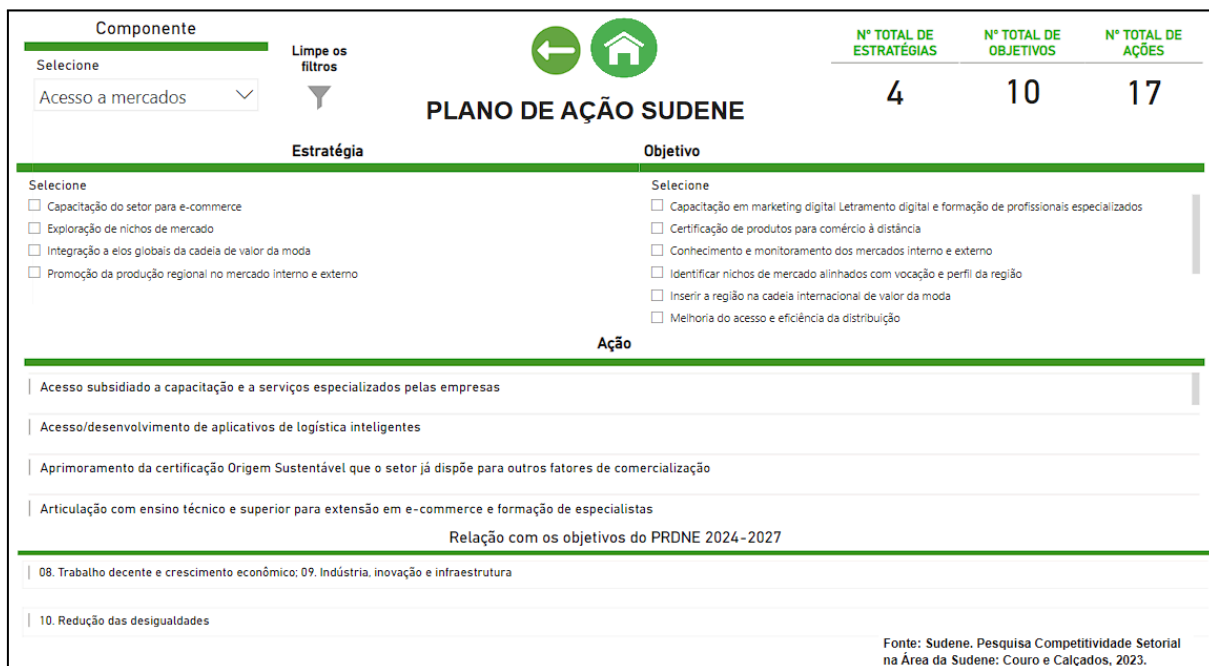 Componente
Selecione
Acesso a mercados
Limpe os
filtros
PLANO DE AÇÃO SUDENE
Nº TOTAL DE
ESTRATÉGIAS
4
Nº TOTAL DE
OBJETIVOS
10
Nº TOTAL DE
AÇÕES
17
Estratégia
Selecione
Capacitação do setor para e-commerce
Exploração de nichos de mercado
Integração a elos globais da cadeia de valor da moda
Promoção da produção regional no mercado interno e externo
Objetivo
Selecione
Capacitação em marketing digital Letramento digital e formação de profissionais especializados
Certificação de produtos para comércio à distância
Conhecimento e monitoramento dos mercados interno e externo
Identificar nichos de mercado alinhados com vocação e perfil da região
Inserir a região na cadeia internacional de valor da moda
Melhoria do acesso e eficiência da distribuição
Ação
Acesso subsidiado a capacitação e a serviços especializados pelas empresas
Acesso/desenvolvimento de aplicativos de logística inteligentes
Aprimoramento da certificação Origem Sustentável que o setor já dispõe para outros fatores de comercialização
Articulação com ensino técnico e superior para extensão em e-commerce e formação de especialistas
Relação com os objetivos do PRDNE 2024-2027
08. Trabalho decente e crescimento econômico; 09. Indústria, inovação e infraestrutura
10. Redução das desigualdades
Fonte: Sudene. Pesquisa Competitividade Setorial
na Área da Sudene: Couro e Calçados, 2023.